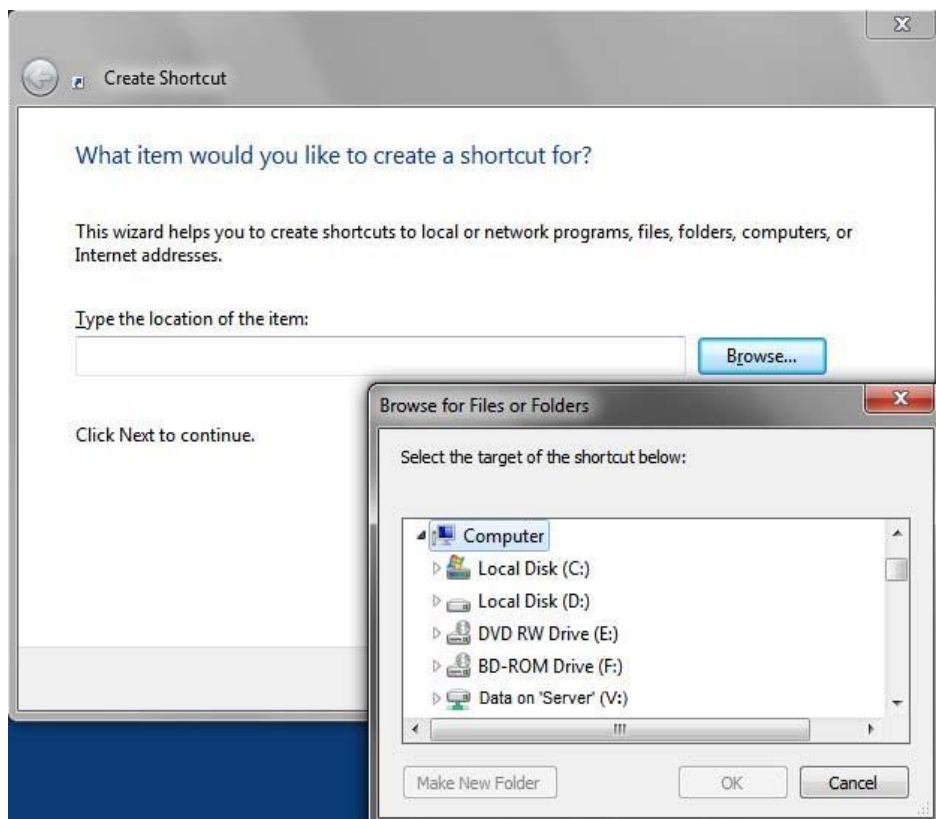 Create Shortcut
What item would you like to create a shortcut for?
This wizard helps you to create shortcuts to local or network programs, files, folders, computers, or
Internet addresses.
Type the location of the item:
Browse...
Click Next to continue.
Browse for Files or Folders
Select the target of the shortcut below:
Computer
Local Disk (C:)
Local Disk (D:)
DVD RW Drive (E:)
BD-ROM Drive (F:)
Data on 'Server' (V:)
Make New Folder
OK
Cancel